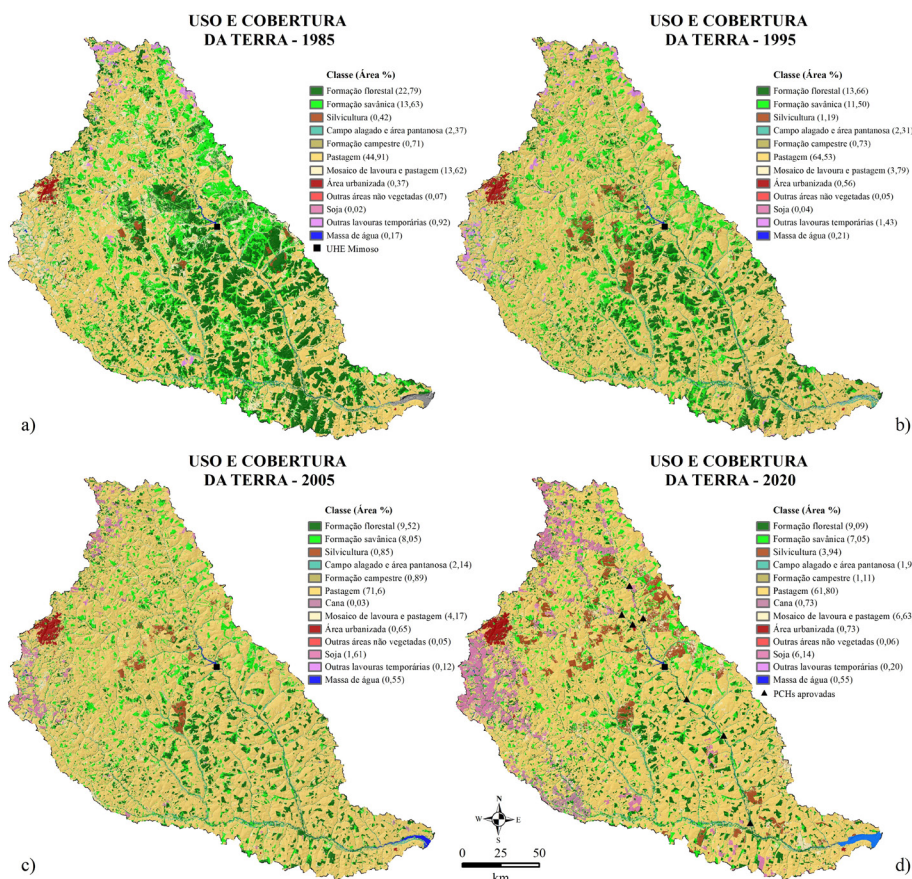 USO E COBERTURA
DA TERRA - 1985
Classe (Área %)
Formação florestal (22,79)
Formação savânica (13,63)
Silvicultura (0,42)
Campo alagado e área pantanosa (2,37)
Formação campestre (0,71)
Pastagem (44,91)
Mosaico de lavoura e pastagem (13,62)
Área urbanizada (0,37)
Outras áreas não vegetadas (0,07)
Soja (0,02)
Outras lavouras temporárias (0,92)
Massa de água (0,17)
UHE Mimoso
a)
USO E COBERTURA
DA TERRA - 1995
Classe (Área %)
Formação florestal (13,66)
Formação savânica (11,50)
Silvicultura (1,19)
Campo alagado e área pantanosa (2,31)
Formação campestre (0,73)
Pastagem (64,53)
Mosaico de lavoura e pastagem (3,79)
Área urbanizada (0,56)
Outras áreas não vegetadas (0,05)
Soja (0,04)
Outras lavouras temporárias (1,43)
Massa de água (0,21)
b)
USO E COBERTURA
DA TERRA - 2005
Classe (Área %)
Formação florestal (9,52)
Formação savânica (8,05)
Silvicultura (0,85)
Campo alagado e área pantanosa (2,14)
Formação campestre (0,89)
Pastagem (71,6)
Cana (0,03)
Mosaico de lavoura e pastagem (4,17)
Área urbanizada (0,65)
Outras áreas não vegetadas (0,05)
Soja (1,61)
Outras lavouras temporárias (0,12)
Massa de água (0,55)
c)
USO E COBERTURA
DA TERRA - 2020
Classe (Área %)
Formação florestal (9,09)
Formação savânica (7,05)
Silvicultura (3,94)
Campo alagado e área pantanosa (1,9
Formação campestre (1,11)
Pastagem (61,80)
Cana (0,73)
Mosaico de lavoura e pastagem (6,63
Área urbanizada (0,73)
Outras áreas não vegetadas (0,06)
Soja (6,14)
Outras lavouras temporárias (0,20)
Massa de água (0,55)
PCHs aprovadas
N
W E
S
0 25 50
km
d)